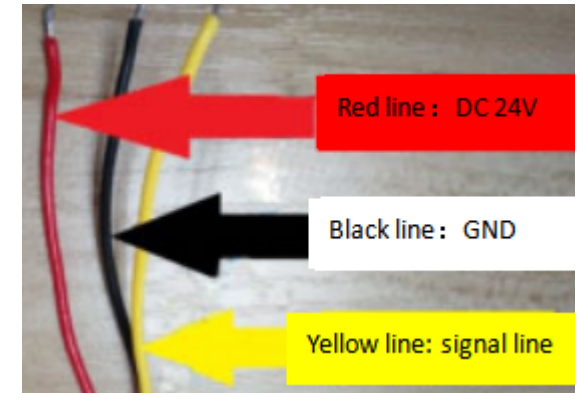 Red line： DC 24V
Black line： GND
Yellow line: signal line